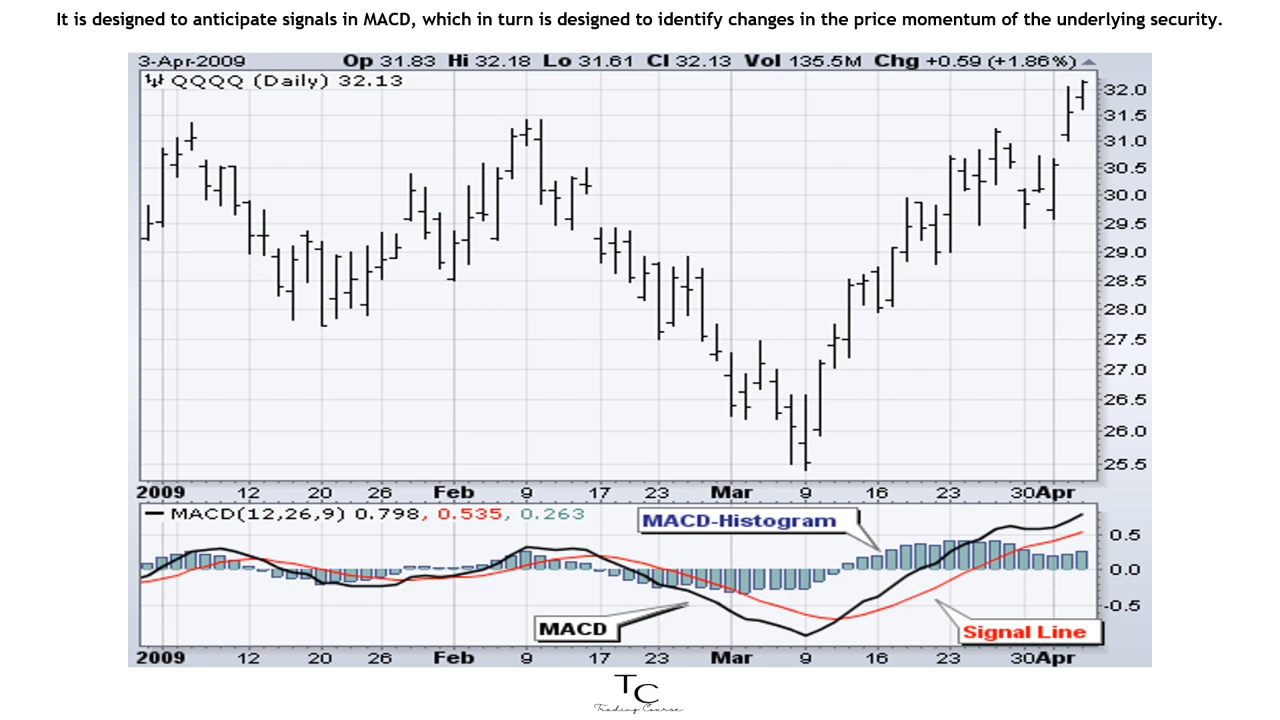 It is designed to anticipate signals in MACD, which in turn is designed to identify changes in the price momentum of the underlying security.
3-Apr-2009 Op 31.83 Hi 32.18 Lo 31.61 Cl 32.13 Vol 135.5M Chg +0.59 (+1.86%)
QQQQ (Daily) 32.13
32.0
31.5
31.0
30.5
30.0
29.5
29.0
28.5
28.0
27.5
27.0
26.5
26.0
25.5
2009 12 20 26 Feb 9 17 23 Mar 9 16 23 30 Apr
MACD(12,26,9) 0.798, 0.535, 0.263
MACD-Histogram
0.5
0.0
-0.5
MACD
Signal Line
2009 12 20 26 Feb 9 17 23 Mar 9 16 23 30 Apr
TC
Trading Course